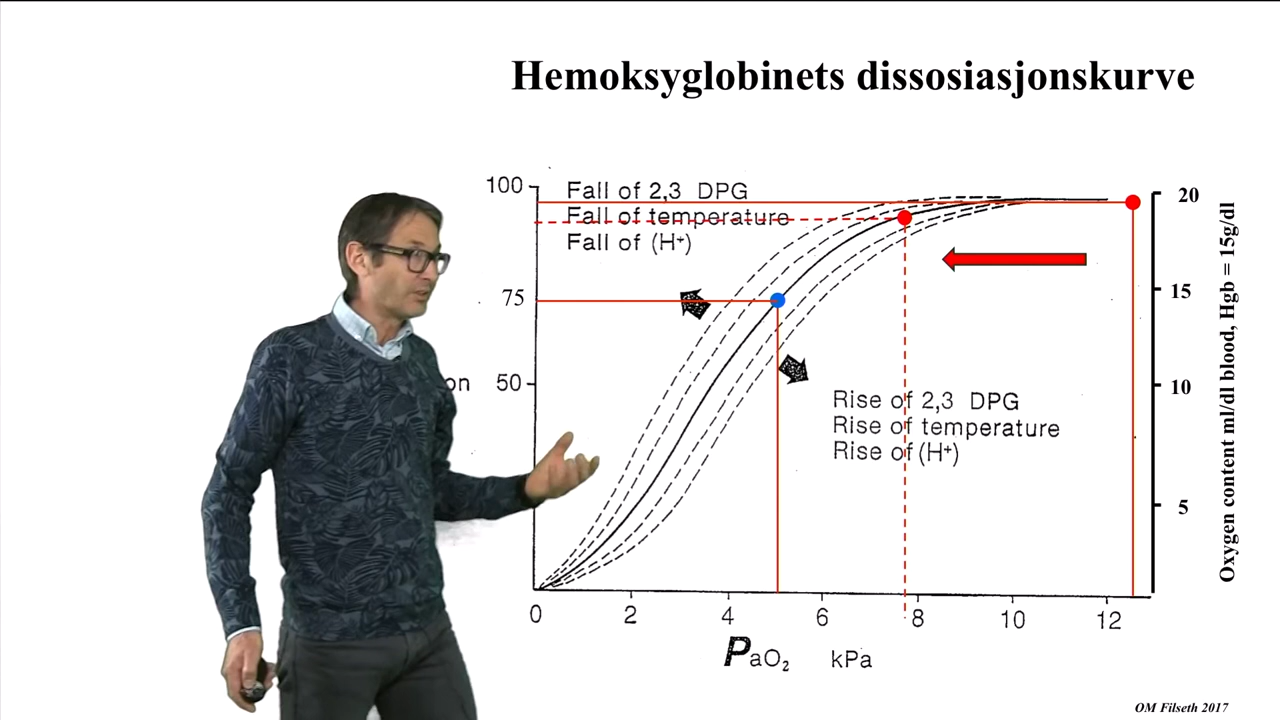 Hemoksyglobinets dissosiasjonskurve
100
Fall of 2,3 DPG
Fall of temperature
Fall of (H⁺)
75
on 50
Rise of 2,3 DPG
Rise of temperature
Rise of (H⁺)
0 2 4 6 8 10 12
PaO₂ kPa
20
15
10
5
Oxygen content ml/dl blood, Hgb = 15g/dl
OM Filseth 2017